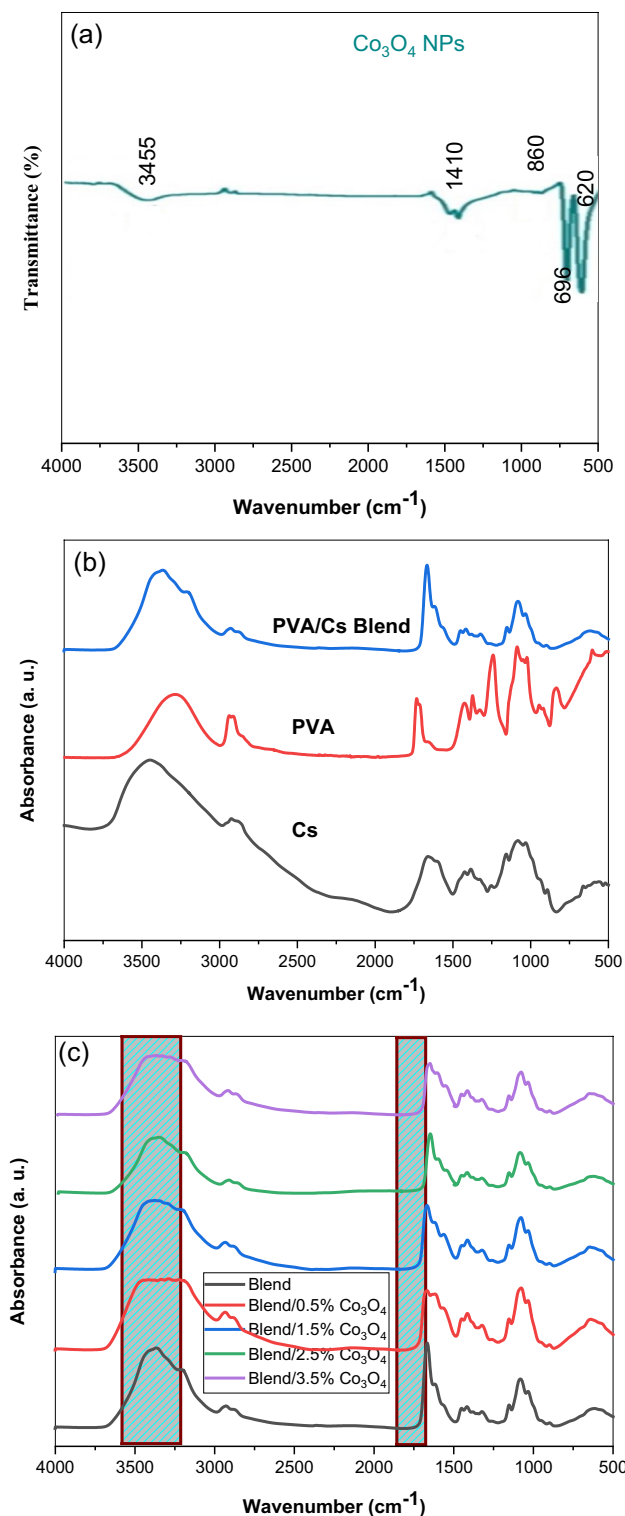 (a)
Co₃O₄ NPs
Transmittance (%)
3455
1410
860
620
696
4000 3500 3000 2500 2000 1500 1000 500
Wavenumber (cm⁻¹)
(b)
PVA/Cs Blend
PVA
Cs
Absorbance (a. u.)
4000 3500 3000 2500 2000 1500 1000 500
Wavenumber (cm⁻¹)
(c)
Absorbance (a. u.)
Blend
Blend/0.5% Co₃O₄
Blend/1.5% Co₃O₄
Blend/2.5% Co₃O₄
Blend/3.5% Co₃O₄
4000 3500 3000 2500 2000 1500 1000 500
Wavenumber (cm⁻¹)